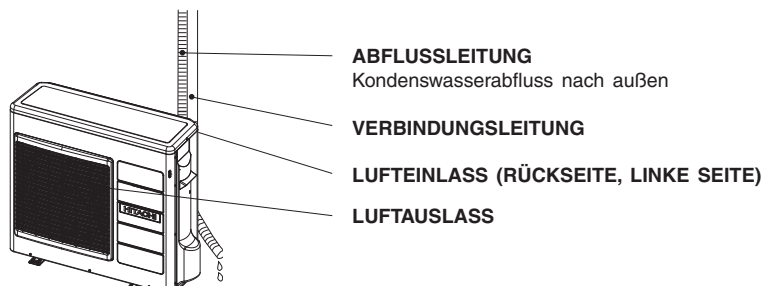 ABFLUSSLEITUNG
Kondenswasserabfluss nach außen
VERBINDUNGSLEITUNG
LUFTEINLASS (RÜCKSEITE, LINKE SEITE)
LUFTAUSLASS
HITACHI